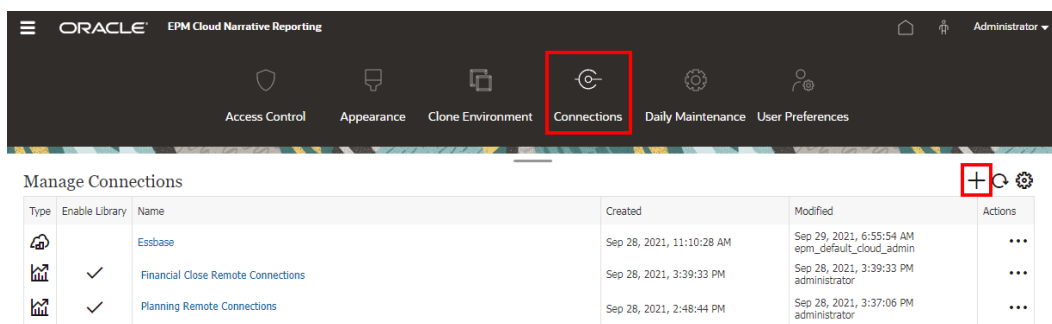 ORACLE EPM Cloud Narrative Reporting Administrator
Access Control Appearance Clone Environment Connections Daily Maintenance User Preferences
Manage Connections
Type Enable Library Name Created Modified Actions
Essbase Sep 28, 2021, 11:10:28 AM Sep 29, 2021, 6:55:54 AM
epm_default_cloud_admin
Financial Close Remote Connections Sep 28, 2021, 3:39:33 PM Sep 28, 2021, 3:39:33 PM
administrator
Planning Remote Connections Sep 28, 2021, 2:48:44 PM Sep 28, 2021, 3:37:06 PM
administrator